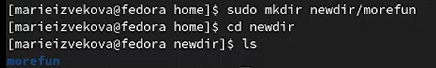 [marieizvekova@fedora home]$ sudo mkdir newdir/morefun
[marieizvekova@fedora home]$ cd newdir
[marieizvekova@fedora newdir]$ ls
morefun